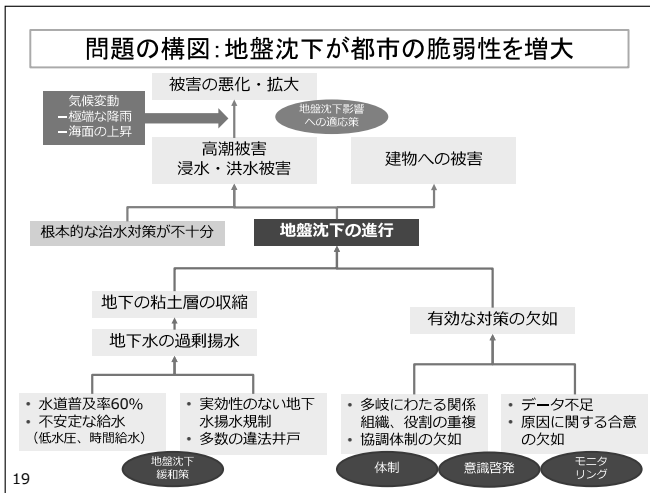 問題の構図：地盤沈下が都市の脆弱性を増大
被害の悪化・拡大
気候変動
－極端な降雨
－海面の上昇
地盤沈下影響
への適応策
高潮被害
浸水・洪水被害
建物への被害
根本的な治水対策が不十分
地盤沈下の進行
地下の粘土層の収縮
有効な対策の欠如
地下水の過剰揚水
• 水道普及率60%
• 不安定な給水
（低水圧、時間給水）
• 実効性のない地下
水揚水規制
• 多数の違法井戸
• 多岐にわたる関係
組織、役割の重複
• 協調体制の欠如
• データ不足
• 原因に関する合意
の欠如
地盤沈下
緩和策
体制
意識啓発
モニタ
リング
19